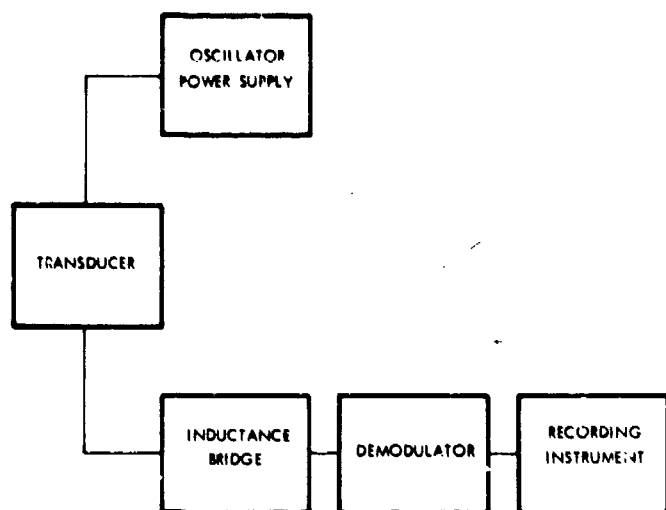 OSCILLATOR
POWER SUPPLY
TRANSDUCER
INDUCTANCE
BRIDGE
DEMODULATOR
RECORDING
INSTRUMENT